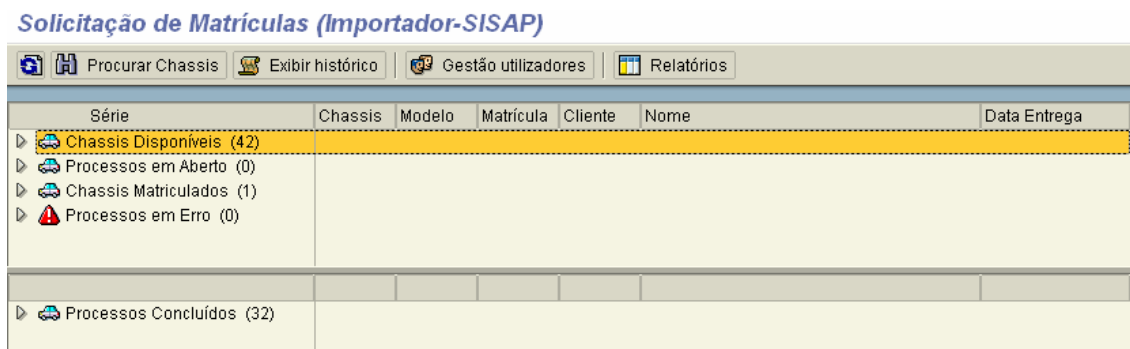 Solicitação de Matrículas (Importador-SISAP)
Procurar Chassis Exibir histórico Gestão utilizadores Relatórios
Série Chassis Modelo Matrícula Cliente Nome Data Entrega
Chassis Disponíveis (42)
Processos em Aberto (0)
Chassis Matriculados (1)
Processos em Erro (0)
Processos Concluídos (32)